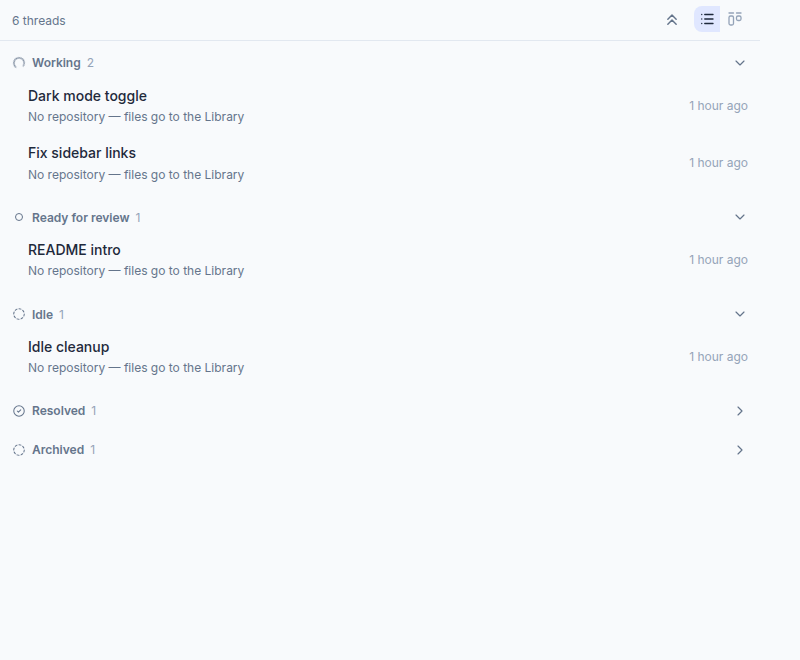 6 threads
Working 2
Dark mode toggle
No repository — files go to the Library
1 hour ago
Fix sidebar links
No repository — files go to the Library
1 hour ago
Ready for review 1
README intro
No repository — files go to the Library
1 hour ago
Idle 1
Idle cleanup
No repository — files go to the Library
1 hour ago
Resolved 1
Archived 1